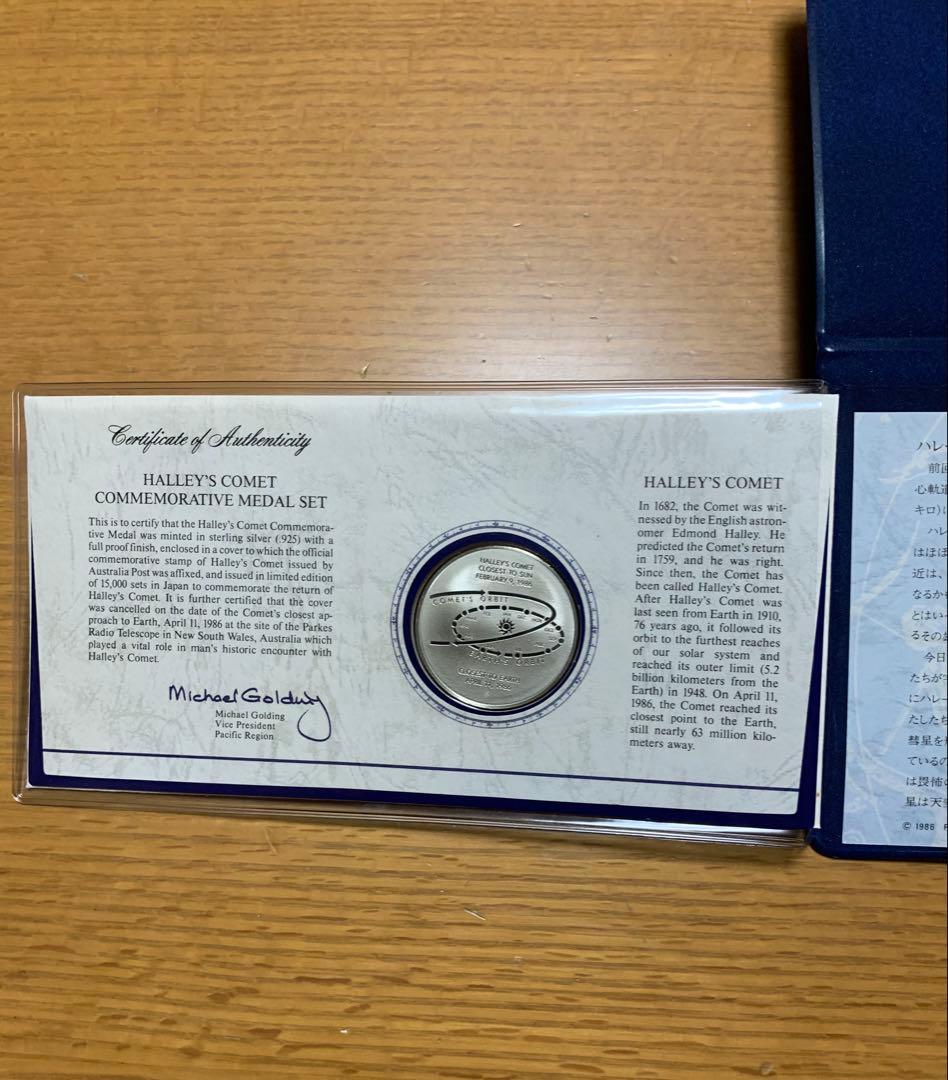 Certificate of Authenticity
HALLEY'S COMET
COMMEMORATIVE MEDAL SET
This is to certify that the Halley's Comet Commemora-
tive Medal was minted in sterling silver (.925) with a
full proof finish, enclosed in a cover to which the official
commemorative stamp of Halley's Comet issued by
Australia Post was affixed, and issued in limited edition
of 15,000 sets in Japan to commemorate the return of
Halley's Comet. It is further certified that the cover
was cancelled on the date of the Comet's closest ap-
proach to Earth, April 11, 1986 at the site of the Parkes
Radio Telescope in New South Wales, Australia which
played a vital role in man's historic encounter with
Halley's Comet.
Michael Golding
Michael Golding
Vice President
Pacific Region
HALLEY'S COMET
CLOSEST TO SUN
FEBRUARY 9, 1986
COMET'S ORBIT
EARTH'S ORBIT
CLOSEST TO EARTH
APRIL 11, 1986
HALLEY'S COMET
In 1682, the Comet was wit-
nessed by the English astron-
omer Edmond Halley. He
predicted the Comet's return
in 1759, and he was right.
Since then, the Comet has
been called Halley's Comet.
After Halley's Comet was
last seen from Earth in 1910,
76 years ago, it followed its
orbit to the furthest reaches
of our solar system and
reached its outer limit (5.2
billion kilometers from the
Earth) in 1948. On April 11,
1986, the Comet reached its
closest point to the Earth,
still nearly 63 million kilo-
meters away.
ハレー
前回
心軌道
キロ)に
ハレ
はほぼ
近は、
なるか
とはい
るその
今日
たちが
にハレ
たした
彗星を
ているの
は畏怖の
星は天
© 1986